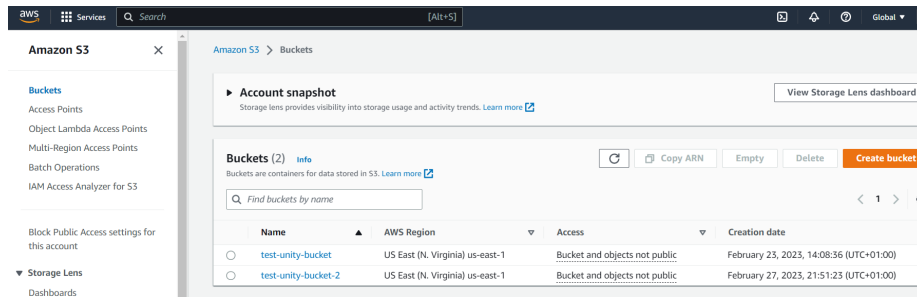 aws
Services
Search
[Alt+S]
Global
Amazon S3
Buckets
Access Points
Object Lambda Access Points
Multi-Region Access Points
Batch Operations
IAM Access Analyzer for S3
Block Public Access settings for
this account
Storage Lens
Dashboards
Amazon S3 > Buckets
Account snapshot
Storage lens provides visibility into storage usage and activity trends. Learn more
View Storage Lens dashboard
Buckets (2) Info
Buckets are containers for data stored in S3. Learn more
Copy ARN
Empty
Delete
Create bucket
Find buckets by name
< 1 >
Name AWS Region Access Creation date
test-unity-bucket US East (N. Virginia) us-east-1 Bucket and objects not public February 23, 2023, 14:08:36 (UTC+01:00)
test-unity-bucket-2 US East (N. Virginia) us-east-1 Bucket and objects not public February 27, 2023, 21:51:23 (UTC+01:00)